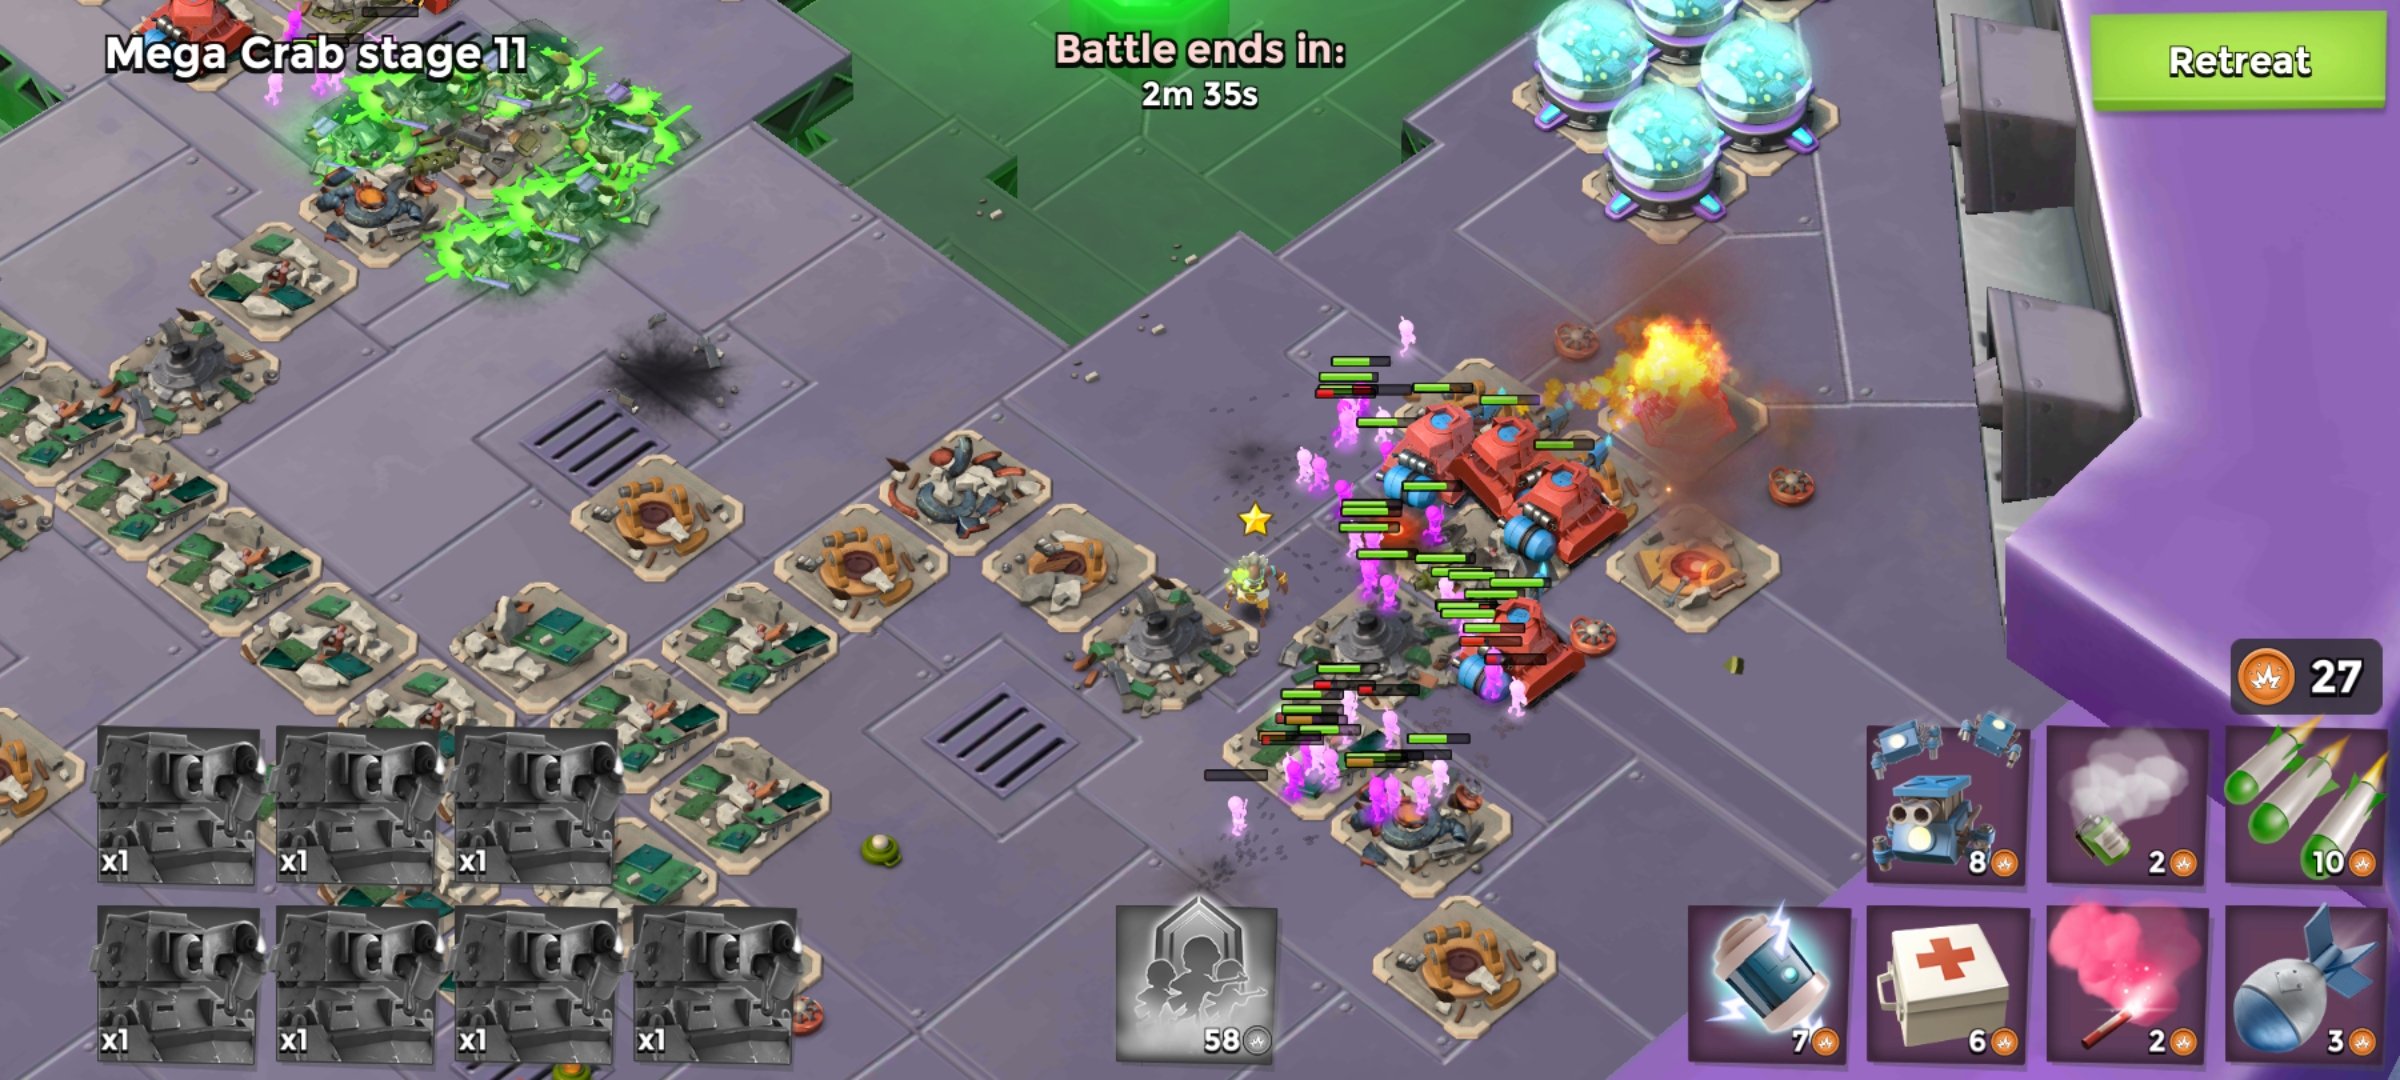 Mega Crab stage 11
Battle ends in:
2m 35s
Retreat
27
8
2
10
x1
x1
x1
x1
x1
x1
x1
58
7
6
2
3